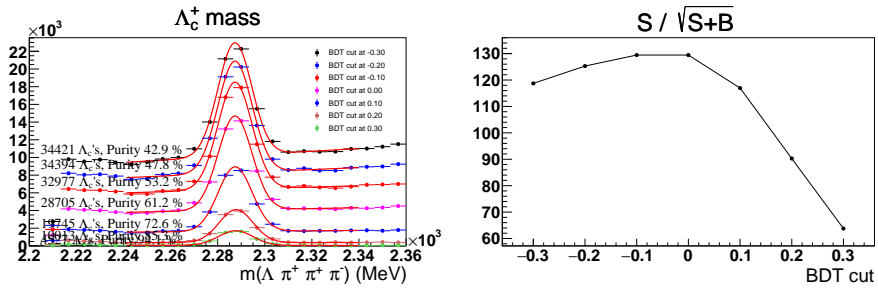 Λc+ mass
×10³
22
20
18
16
14
12
10
8
6
4
2
0
BDT cut at -0.30
BDT cut at -0.20
BDT cut at -0.10
BDT cut at 0.00
BDT cut at 0.10
BDT cut at 0.20
BDT cut at 0.30
34421 Λc's, Purity 42.9 %
34394 Λc's, Purity 47.8 %
32977 Λc's, Purity 53.2 %
28705 Λc's, Purity 61.2 %
Λc's, Purity 72.6 %
2.2 2.22 2.24 2.26 2.28 2.3 2.32 2.34 2.36
×10³
m(Λ π+ π+ π-) (MeV)
S / √S+B
130
120
110
100
90
80
70
60
−0.3 −0.2 −0.1 0 0.1 0.2 0.3
BDT cut